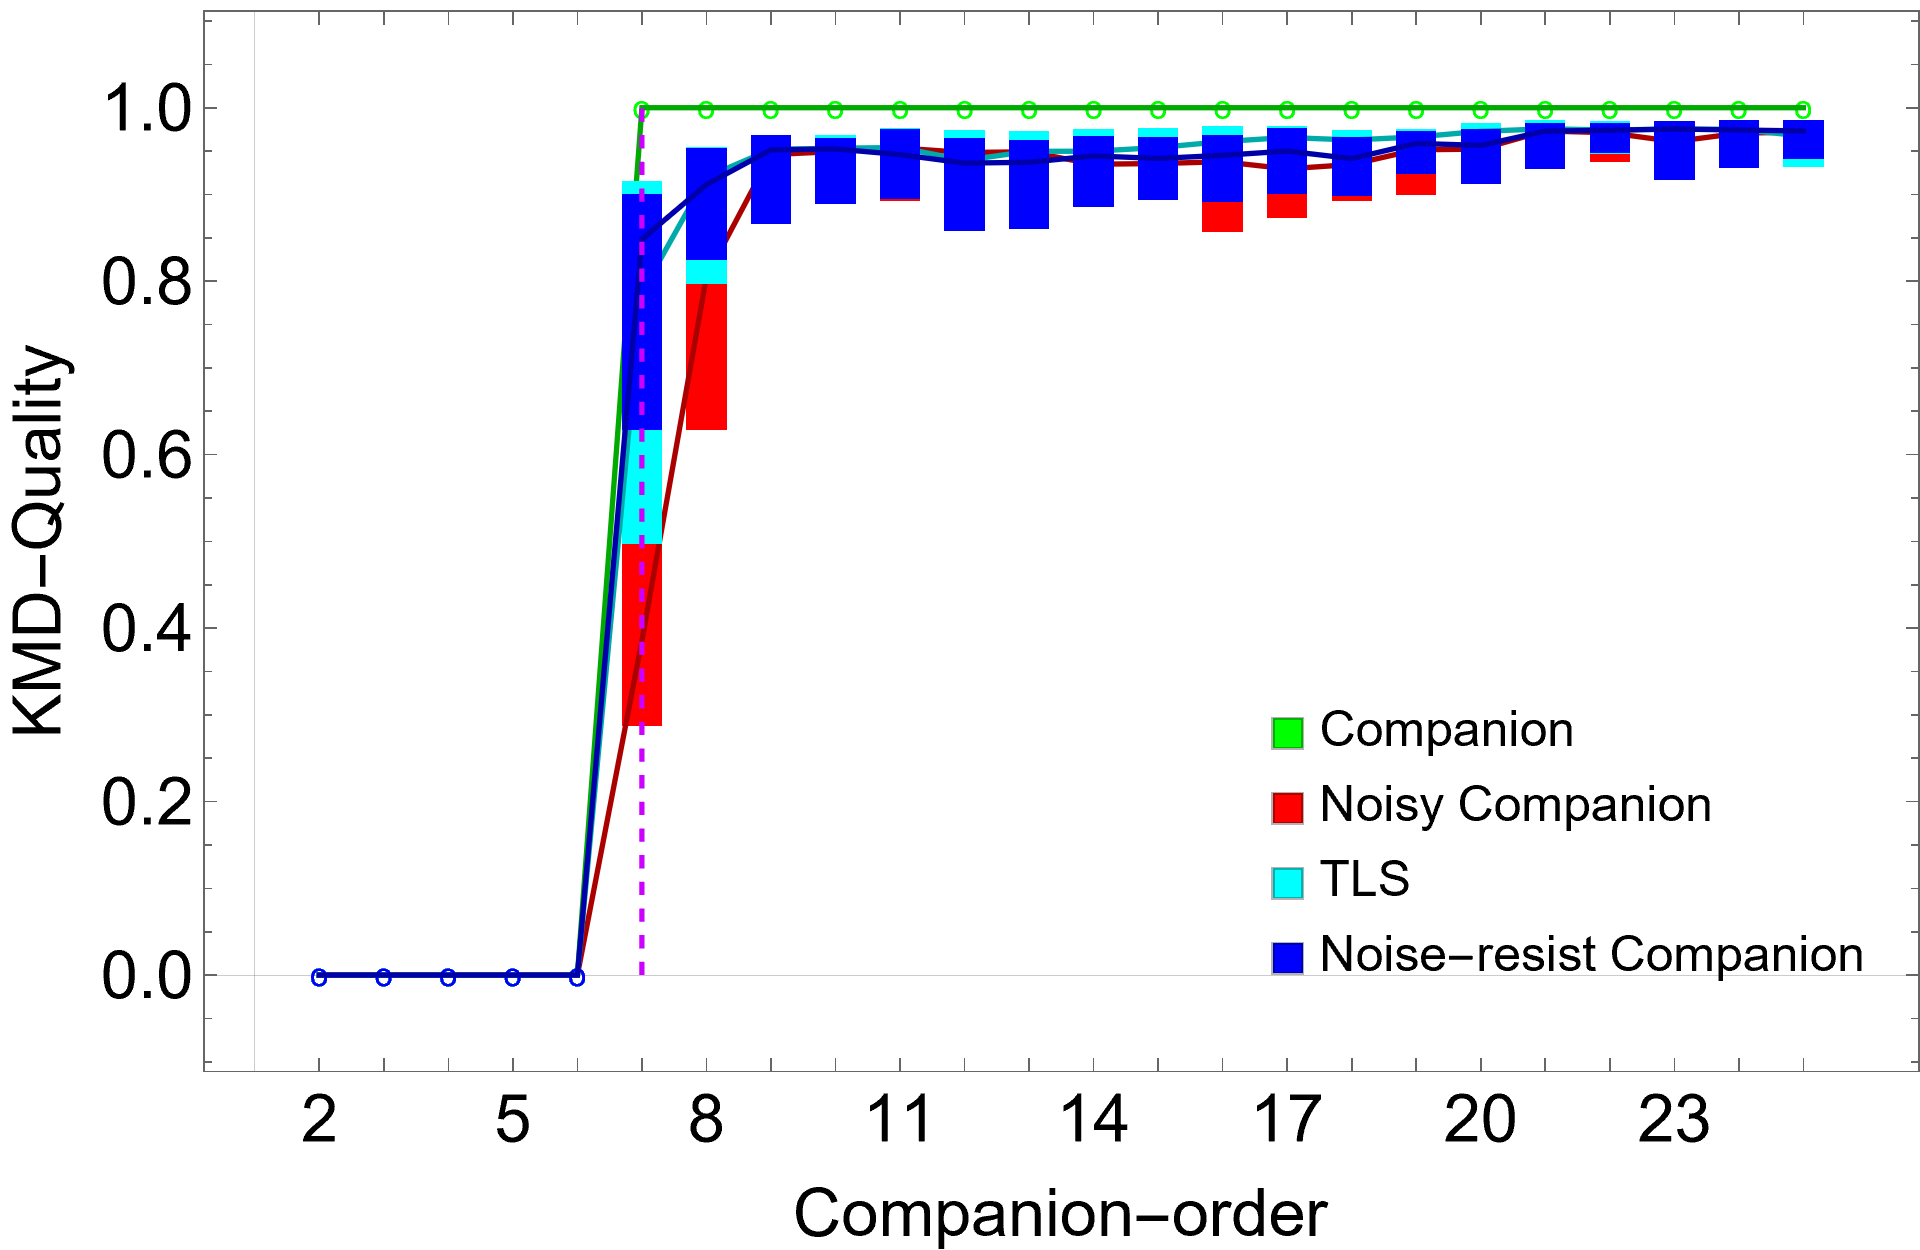 KMD−Quality
1.0
0.8
0.6
0.4
0.2
0.0
Companion
Noisy Companion
TLS
Noise−resist Companion
2 5 8 11 14 17 20 23
Companion−order